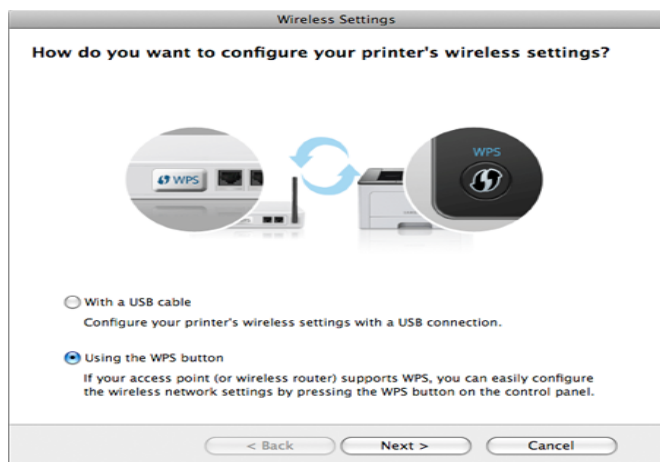 Wireless Settings
How do you want to configure your printer's wireless settings?
WPS
WPS
With a USB cable
Configure your printer's wireless settings with a USB connection.
Using the WPS button
If your access point (or wireless router) supports WPS, you can easily configure
the wireless network settings by pressing the WPS button on the control panel.
< Back Next > Cancel